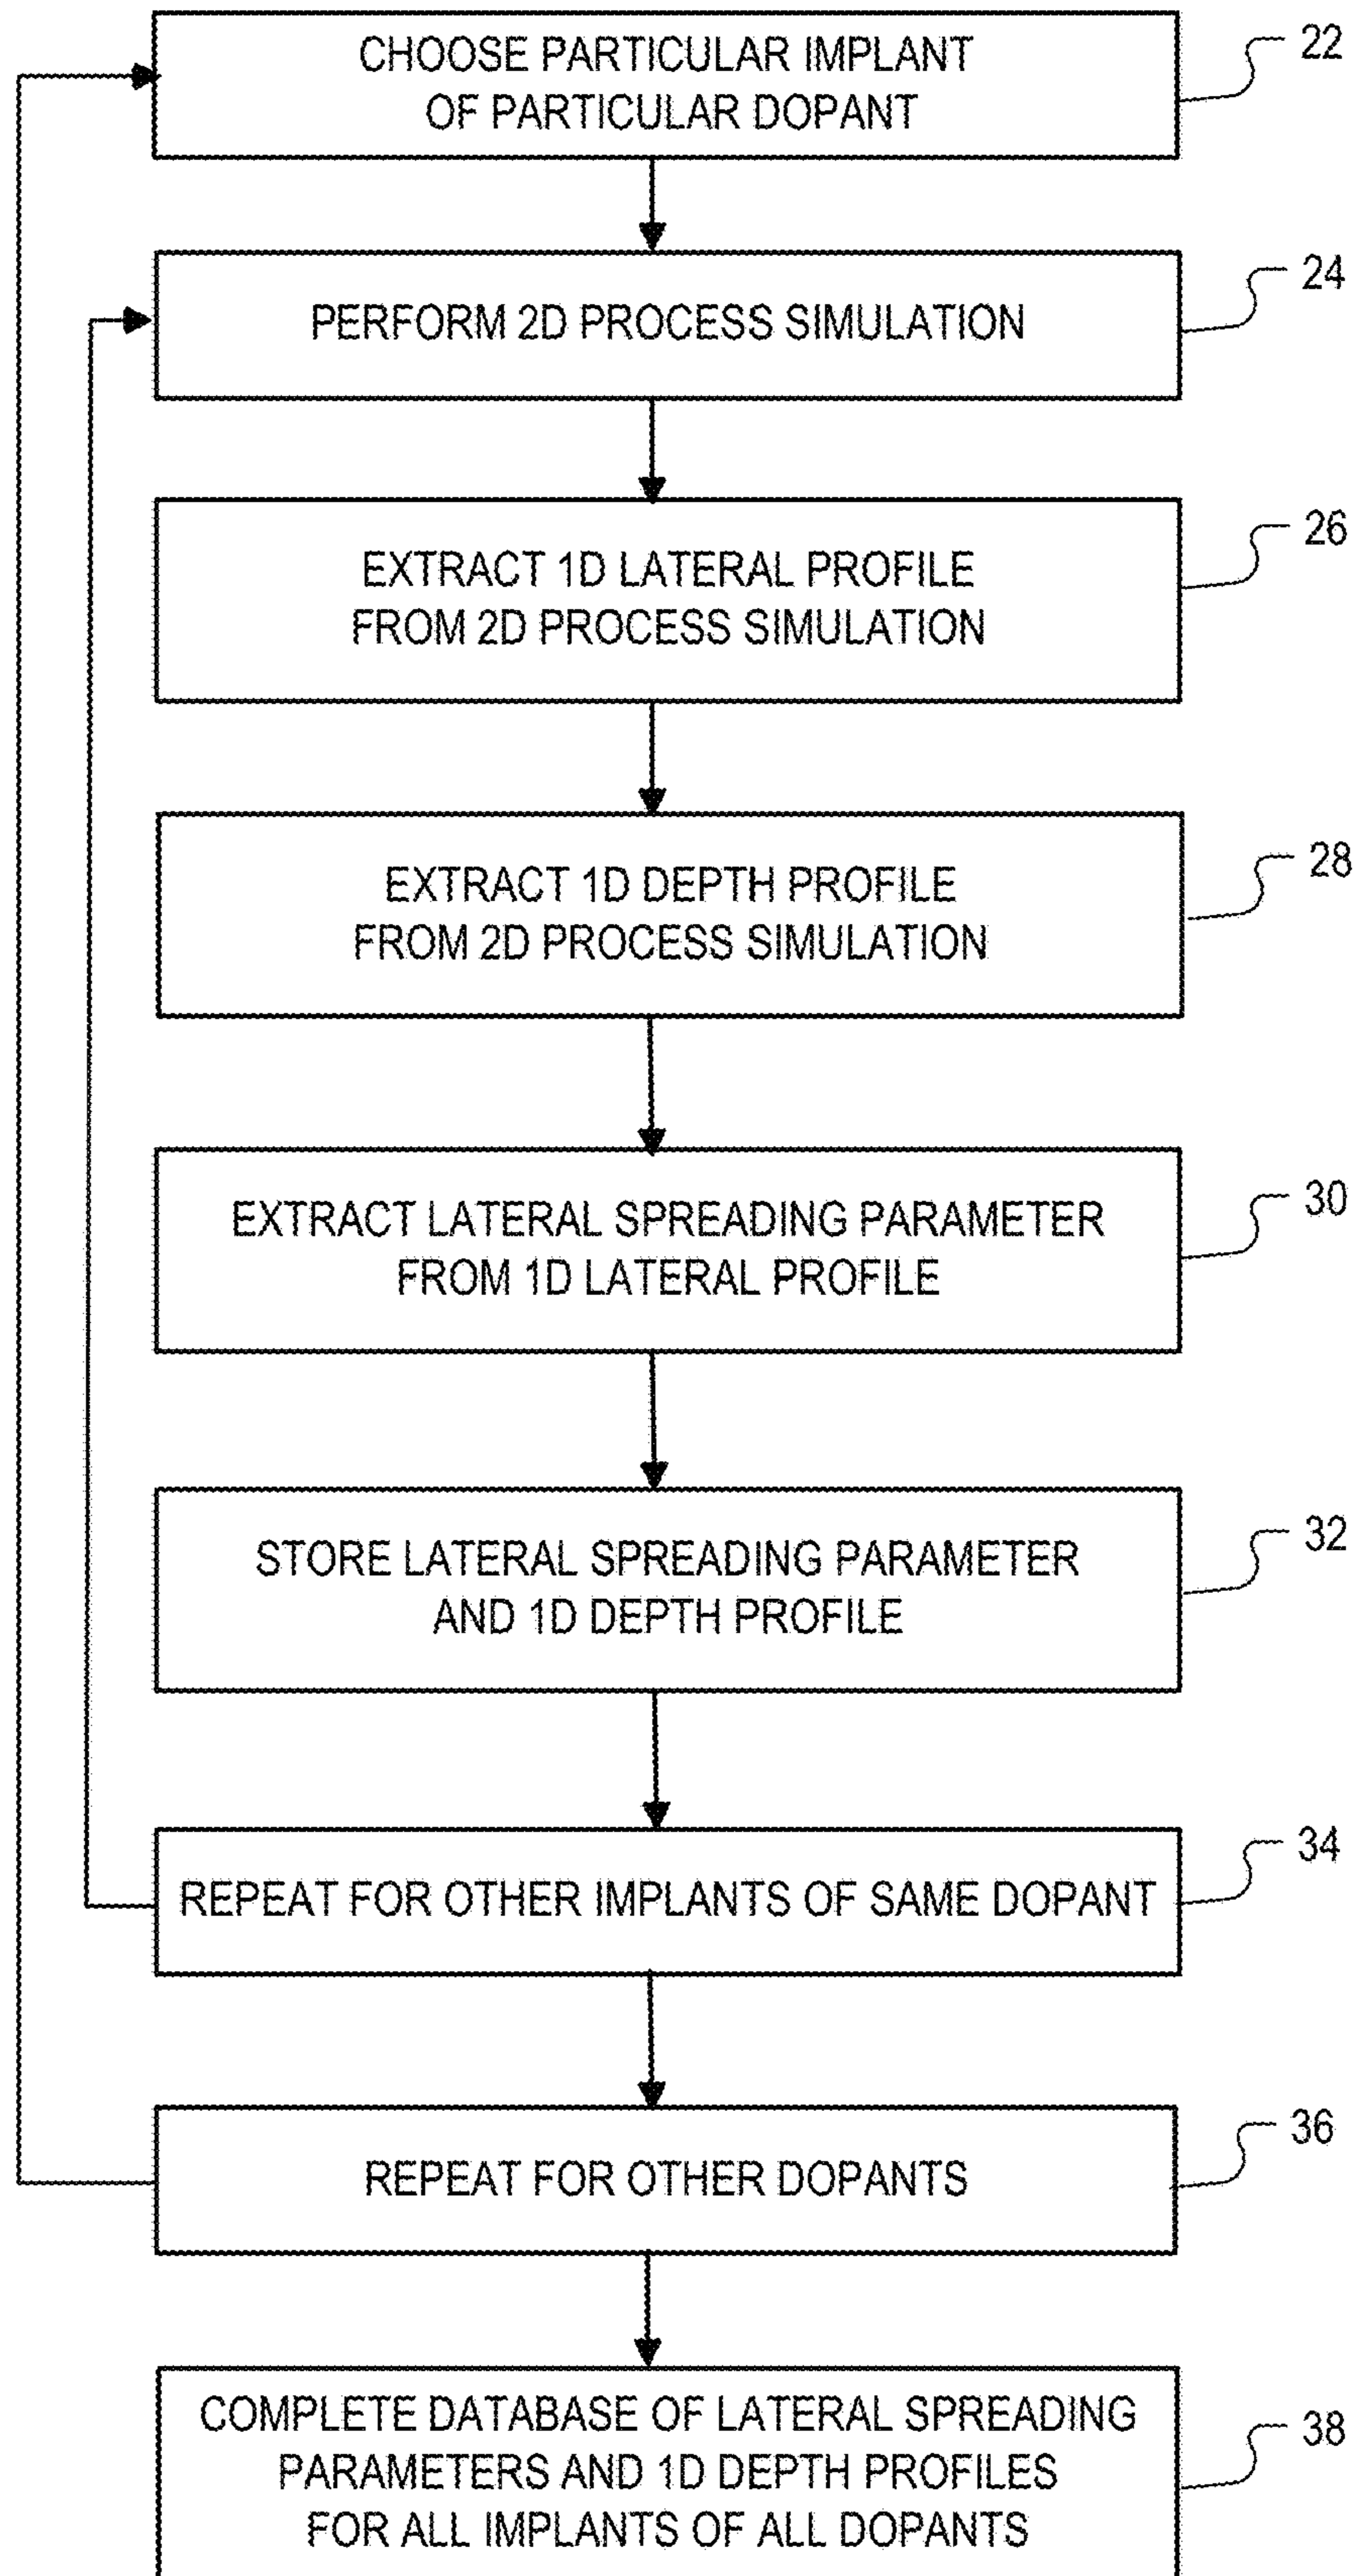 CHOOSE PARTICULAR IMPLANT
OF PARTICULAR DOPANT
22
PERFORM 2D PROCESS SIMULATION
24
EXTRACT 1D LATERAL PROFILE
FROM 2D PROCESS SIMULATION
26
EXTRACT 1D DEPTH PROFILE
FROM 2D PROCESS SIMULATION
28
EXTRACT LATERAL SPREADING PARAMETER
FROM 1D LATERAL PROFILE
30
STORE LATERAL SPREADING PARAMETER
AND 1D DEPTH PROFILE
32
REPEAT FOR OTHER IMPLANTS OF SAME DOPANT
34
REPEAT FOR OTHER DOPANTS
36
COMPLETE DATABASE OF LATERAL SPREADING
PARAMETERS AND 1D DEPTH PROFILES
FOR ALL IMPLANTS OF ALL DOPANTS
38